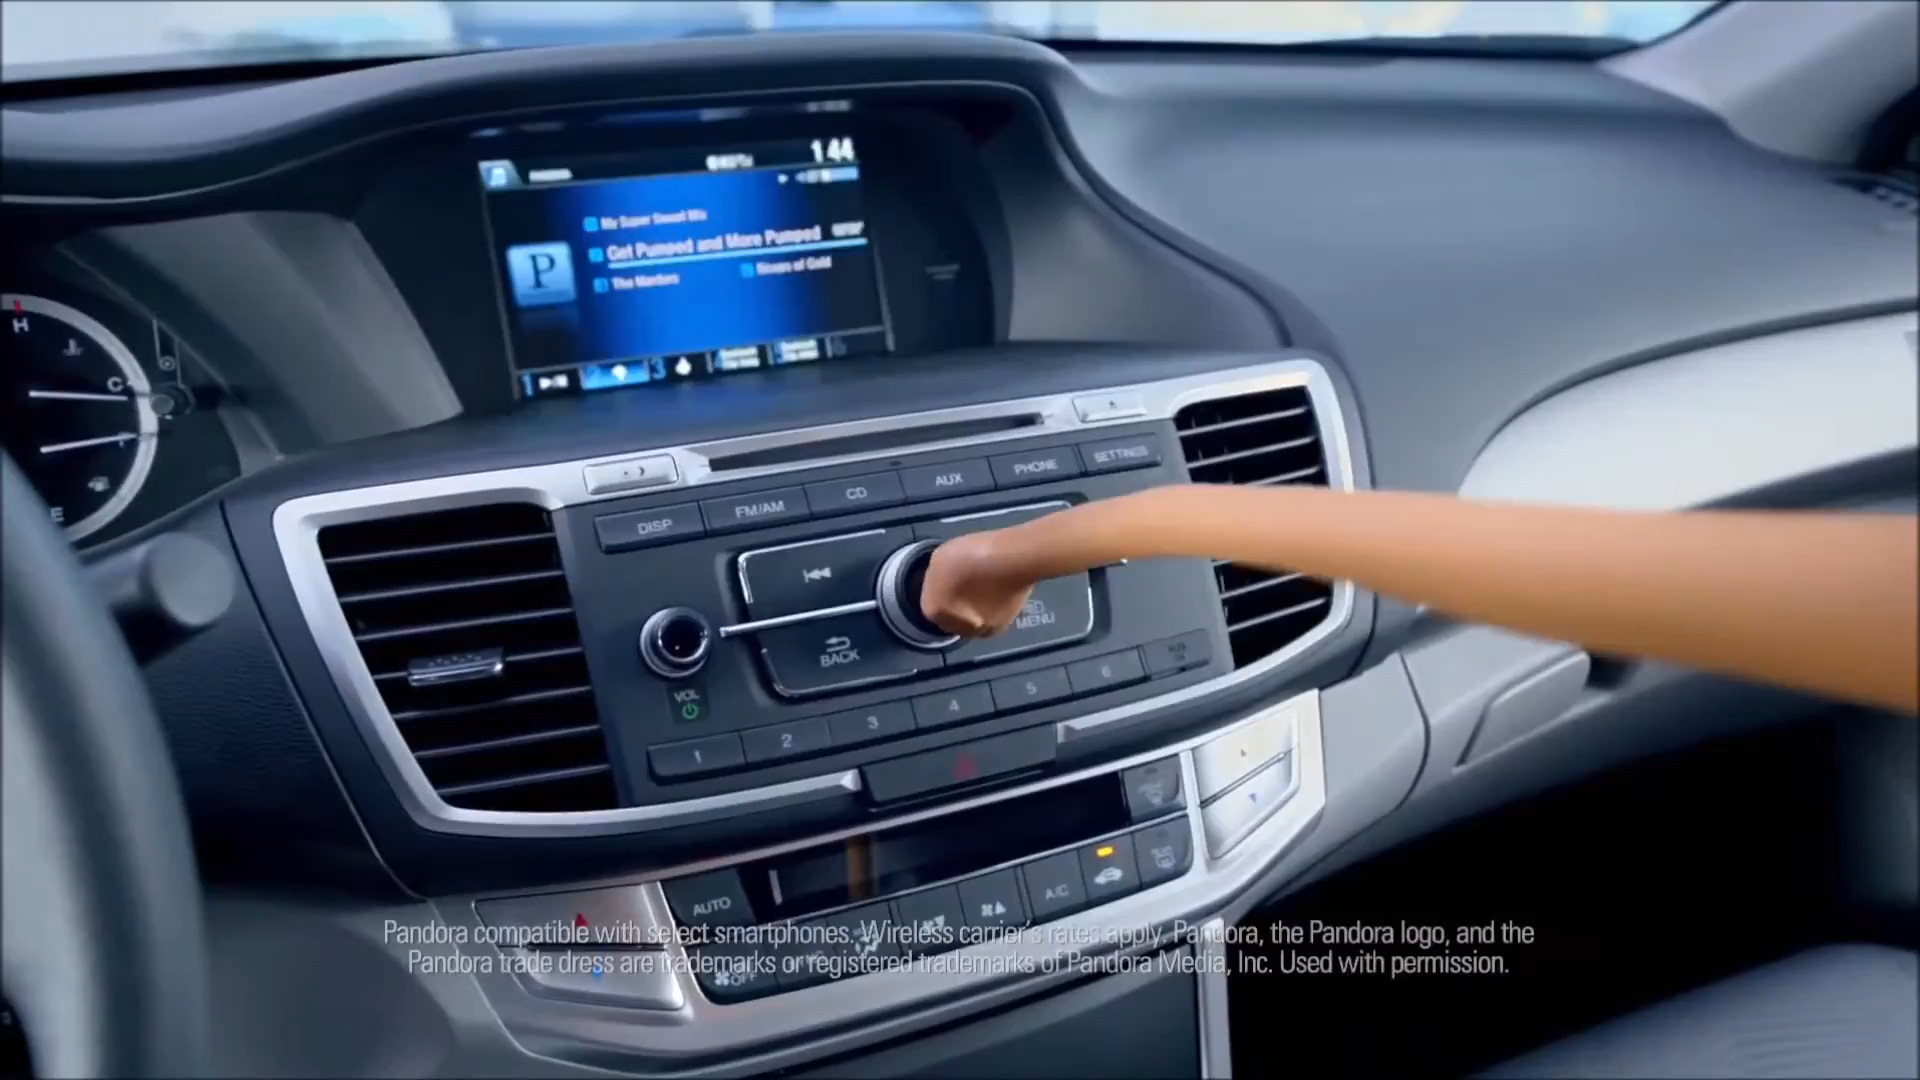 1:44
My Super Sweet Mix
Get Pumped and More Pumped
P
1
3
H
C
E
DISP
FM/AM
CD
AUX
PHONE
SETTINGS
BACK
MENU
VOL
1
2
3
4
5
6
AUTO
A/C
OFF
Pandora compatible with select smartphones. Wireless carrier's rates apply. Pandora, the Pandora logo, and the
Pandora trade dress are trademarks or registered trademarks of Pandora Media, Inc. Used with permission.